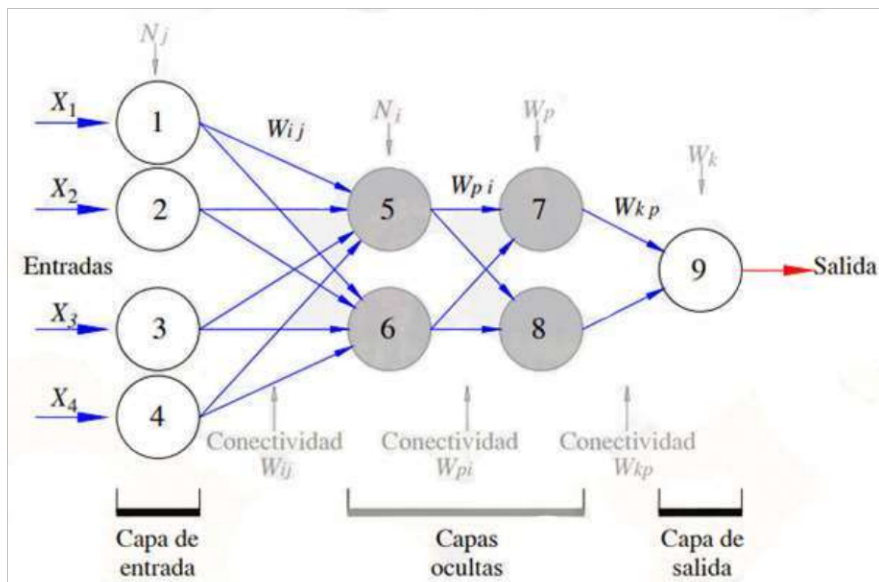 Nj
X1
1
Wij
Ni
Wp
X2
2
5
Wpi
7
Wkp
Wk
Entradas
9
Salida
X3
3
6
8
X4
4
Conectividad
Wij
Conectividad
Wpi
Conectividad
Wkp
Capa de
entrada
Capas
ocultas
Capa de
salida